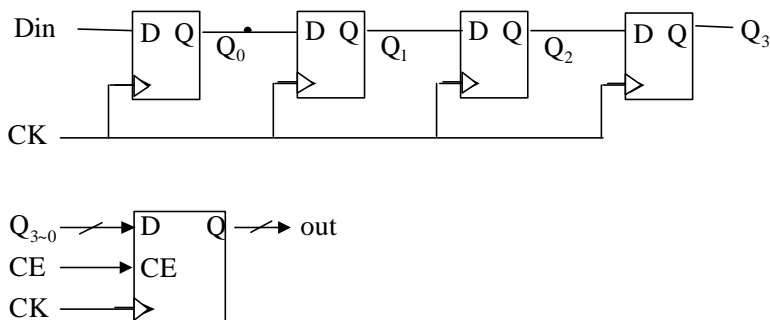 Din D Q Q₀ D Q Q₁ D Q Q₂ D Q Q₃
CK
Q₃~₀ D Q out
CE CE
CK